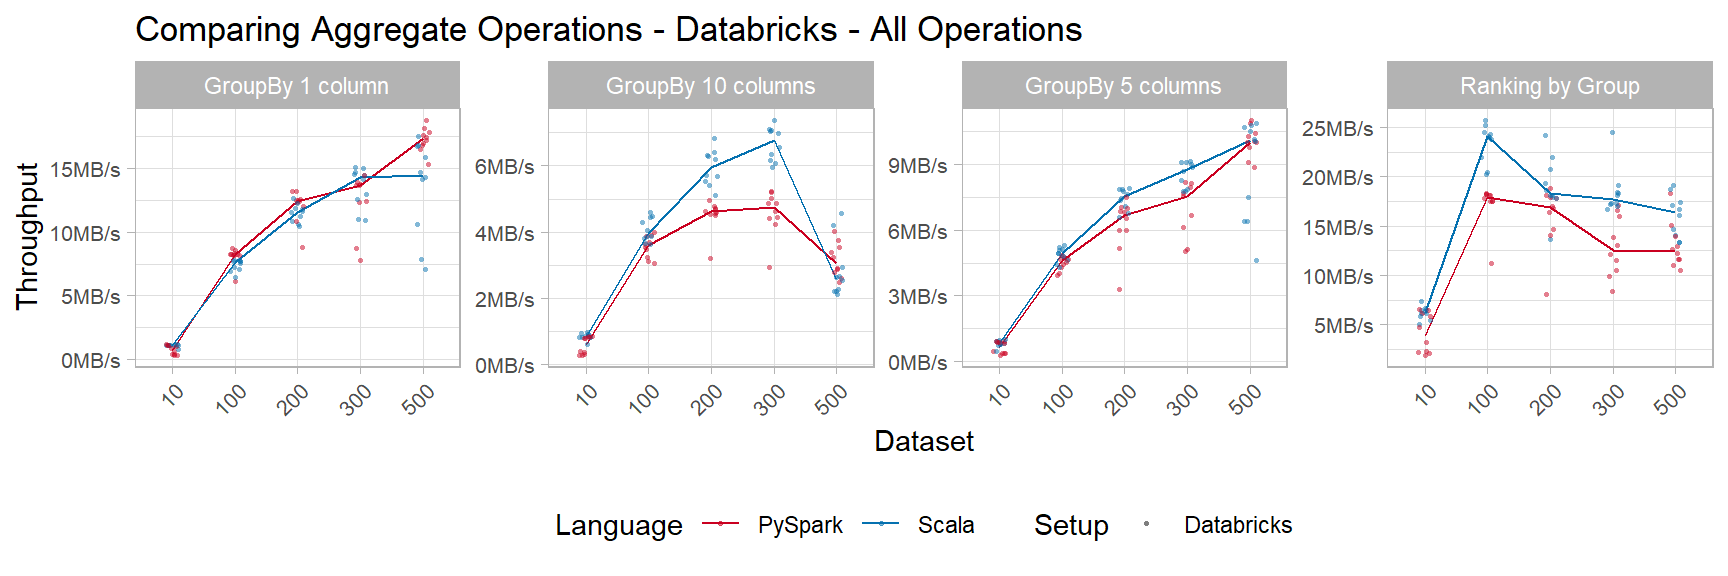 Comparing Aggregate Operations - Databricks - All Operations
GroupBy 1 column
GroupBy 10 columns
GroupBy 5 columns
Ranking by Group
Throughput
15MB/s
10MB/s
5MB/s
0MB/s
10
100
200
300
500
6MB/s
4MB/s
2MB/s
0MB/s
10
100
200
300
500
9MB/s
6MB/s
3MB/s
0MB/s
10
100
200
300
500
25MB/s
20MB/s
15MB/s
10MB/s
5MB/s
10
100
200
300
500
Dataset
Language PySpark Scala Setup Databricks